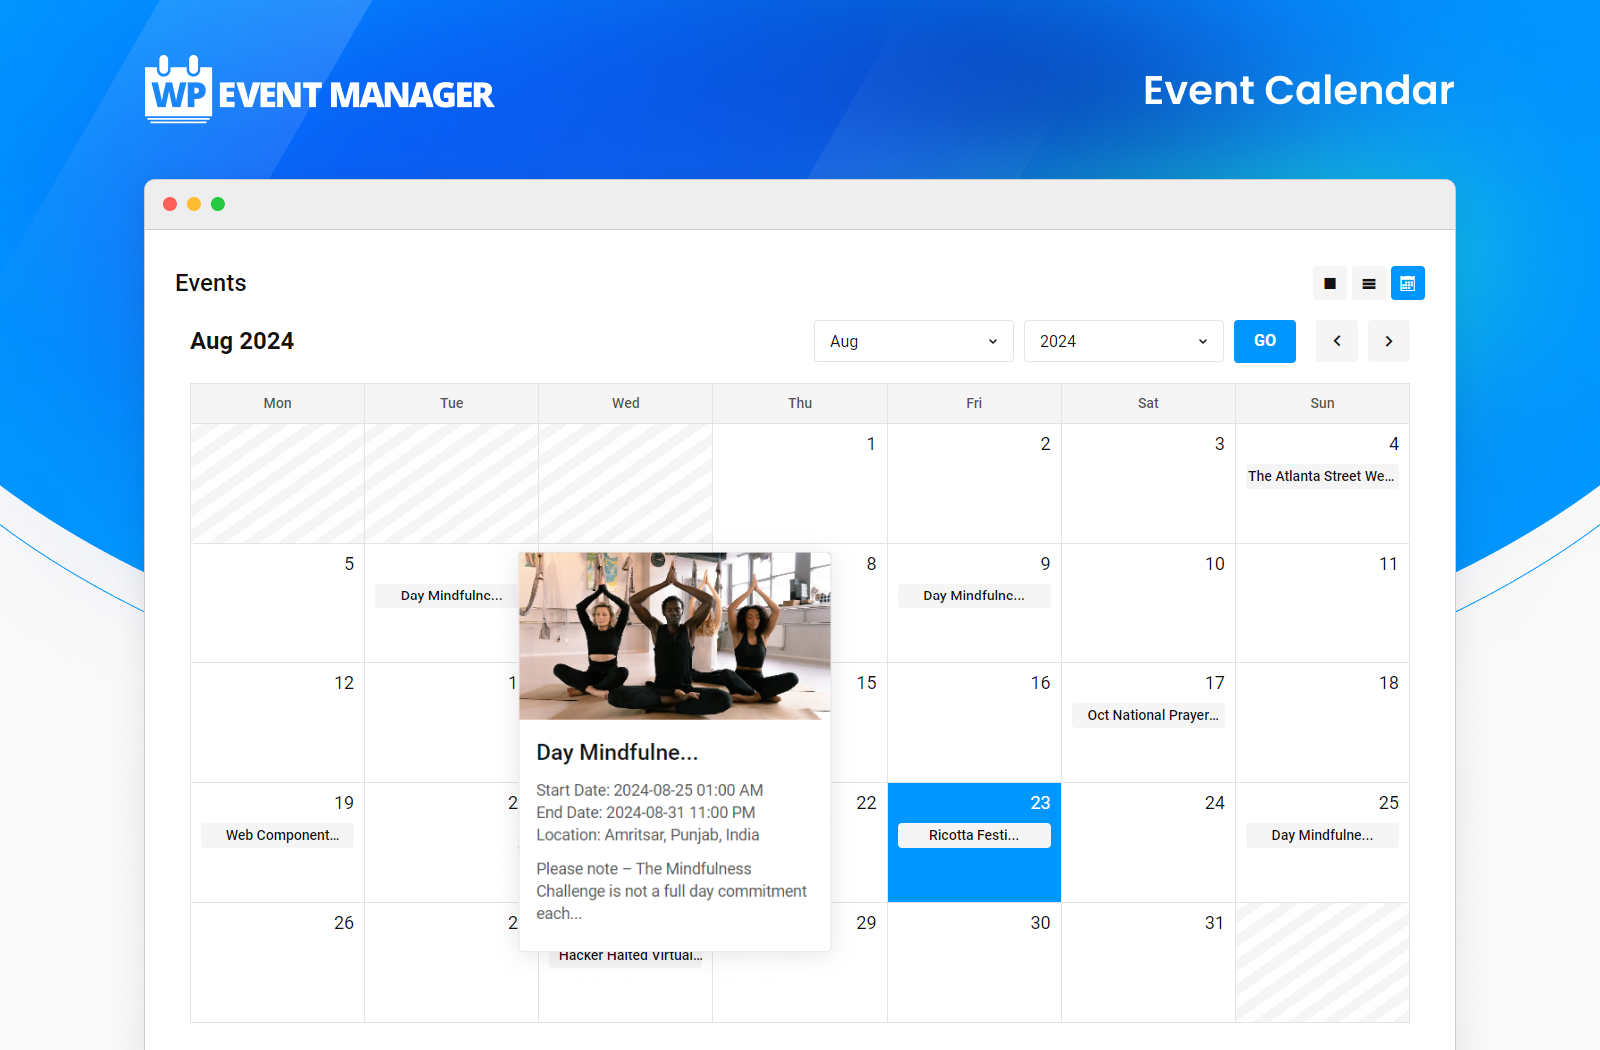 WP EVENT MANAGER
Event Calendar
Events
Aug 2024
Aug
2024
GO
Mon Tue Wed Thu Fri Sat Sun
1 2 3 4
The Atlanta Street We...
5 8 9 10 11
Day Mindfulne... Day Mindfulne...
12 1 15 16 17 18
Oct National Prayer...
Day Mindfulne...
Start Date: 2024-08-25 01:00 AM
End Date: 2024-08-31 11:00 PM
Location: Amritsar, Punjab, India
Please note – The Mindfulness
Challenge is not a full day commitment
each...
19 2 22 23 24 25
Web Component... Ricotta Festi... Day Mindfulne...
26 2 29 30 31
Hacker Halted Virtual...